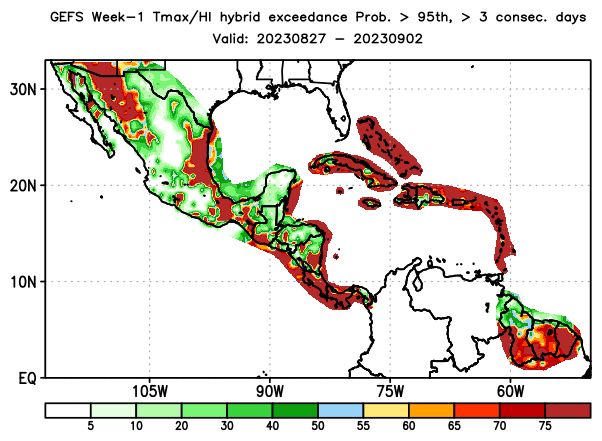 GEFS Week-1 Tmax/HI hybrid exceedance Prob. > 95th, > 3 consec. days
Valid: 20230827 - 20230902
30N
20N
10N
EQ
105W 90W 75W 60W
5 10 20 30 40 50 55 60 65 70 75